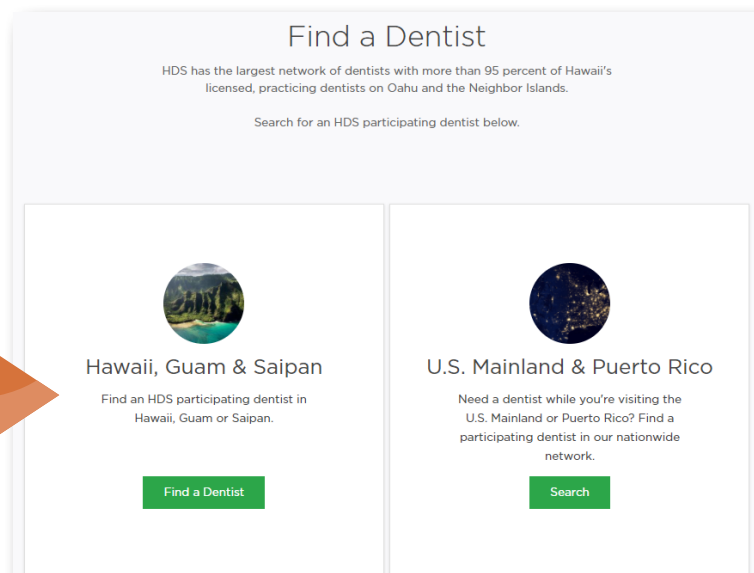 Find a Dentist
HDS has the largest network of dentists with more than 95 percent of Hawaii's
licensed, practicing dentists on Oahu and the Neighbor Islands.
Search for an HDS participating dentist below.
Hawaii, Guam & Saipan
Find an HDS participating dentist in
Hawaii, Guam or Saipan.
Find a Dentist
U.S. Mainland & Puerto Rico
Need a dentist while you're visiting the
U.S. Mainland or Puerto Rico? Find a
participating dentist in our nationwide
network.
Search